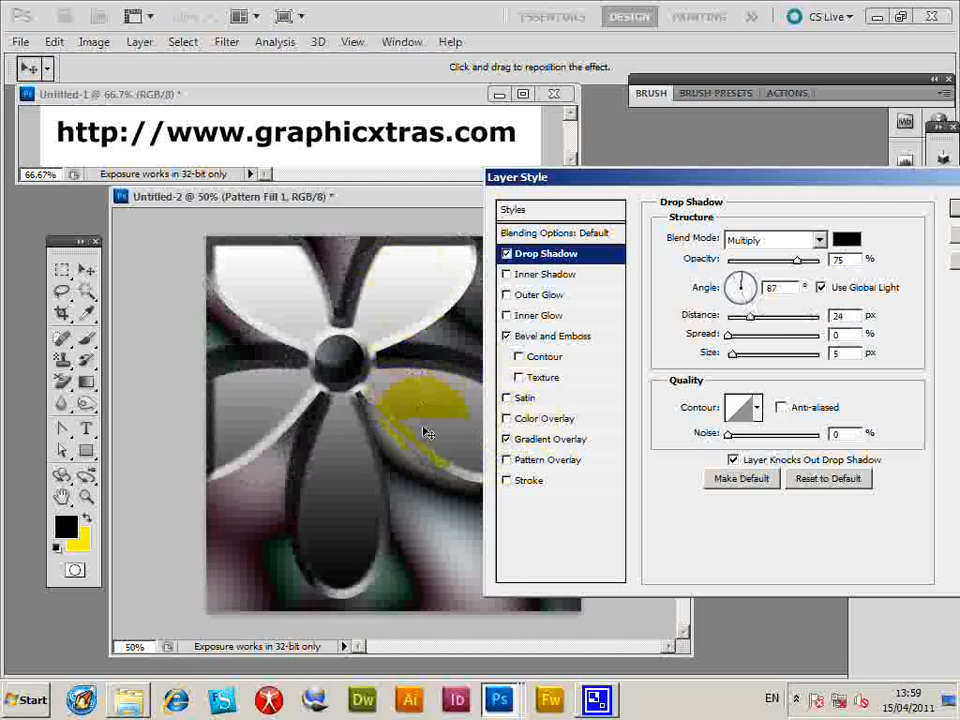 Ps
ESSENTIALS
DESIGN
PAINTING
CS Live
File Edit Image Layer Select Filter Analysis 3D View Window Help
Click and drag to reposition the effect.
Untitled-1 @ 66.7% (RGB/8) *
BRUSH
BRUSH PRESETS
ACTIONS
http://www.graphicxtras.com
66.67%
Exposure works in 32-bit only
Untitled-2 @ 50% (Pattern Fill 1, RGB/8) *
Layer Style
Styles
Blending Options: Default
Drop Shadow
Inner Shadow
Outer Glow
Inner Glow
Bevel and Emboss
Contour
Texture
Satin
Color Overlay
Gradient Overlay
Pattern Overlay
Stroke
Drop Shadow
Structure
Blend Mode: Multiply
Opacity: 75 %
Angle: 87 ° Use Global Light
Distance: 24 px
Spread: 0 %
Size: 5 px
Quality
Contour: Anti-aliased
Noise: 0 %
Layer Knocks Out Drop Shadow
Make Default
Reset to Default
50%
Exposure works in 32-bit only
Start
Dw
Ai
Id
Ps
Fw
EN
13:59
15/04/2011